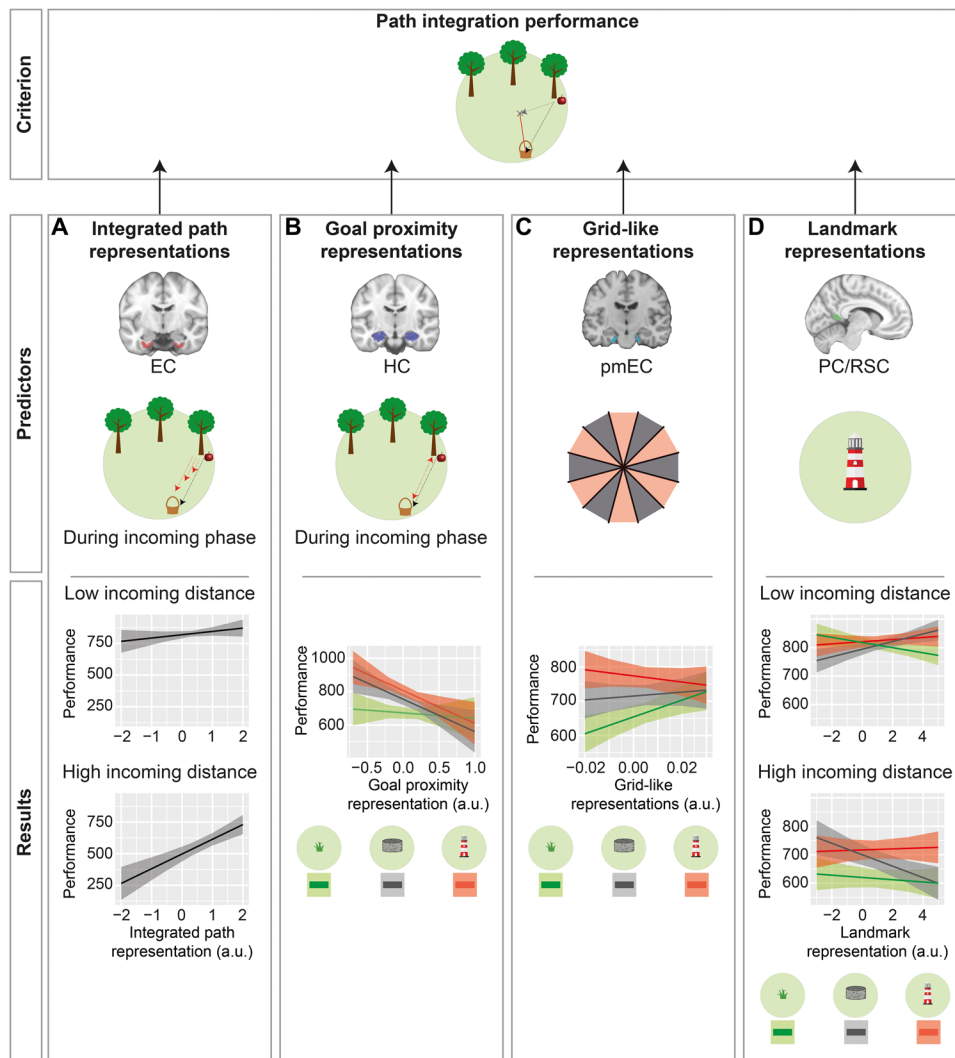 Path integration performance
Criterion
Predictors
Results
A
Integrated path
representations
EC
During incoming phase
Low incoming distance
Performance
750
500
250
−2 −1 0 1 2
High incoming distance
Performance
750
500
250
−2 −1 0 1 2
Integrated path
representation (a.u.)
B
Goal proximity
representations
HC
During incoming phase
Performance
1000
800
600
−0.5 0.0 0.5 1.0
Goal proximity
representation (a.u.)
C
Grid-like
representations
pmEC
Performance
800
700
600
−0.02 0.00 0.02
Grid-like
representations (a.u.)
D
Landmark
representations
PC/RSC
Low incoming distance
Performance
800
700
600
−2 0 2 4
High incoming distance
Performance
800
700
600
−2 0 2 4
Landmark
representation (a.u.)